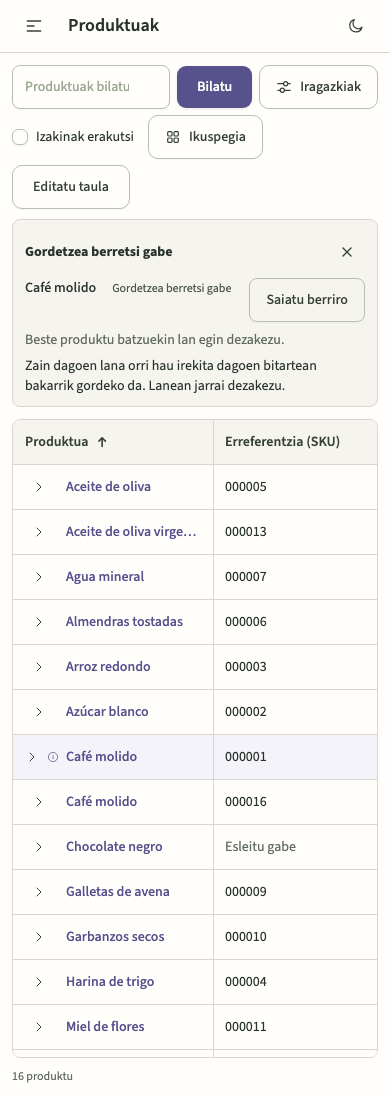 Produktuak
Produktuak bilatu
Bilatu
Iragazkiak
Izakinak erakutsi
Ikuspegia
Editatu taula
Gordetzea berretsi gabe
Café molido
Gordetzea berretsi gabe
Saiatu berriro
Beste produktu batzuekin lan egin dezakezu.
Zain dagoen lana orri hau irekita dagoen bitartean
bakarrik gordeko da. Lanean jarrai dezakezu.
Produktua
Erreferentzia (SKU)
Aceite de oliva
000005
Aceite de oliva virge…
000013
Agua mineral
000007
Almendras tostadas
000006
Arroz redondo
000003
Azúcar blanco
000002
Café molido
000001
Café molido
000016
Chocolate negro
Esleitu gabe
Galletas de avena
000009
Garbanzos secos
000010
Harina de trigo
000004
Miel de flores
000011
16 produktu